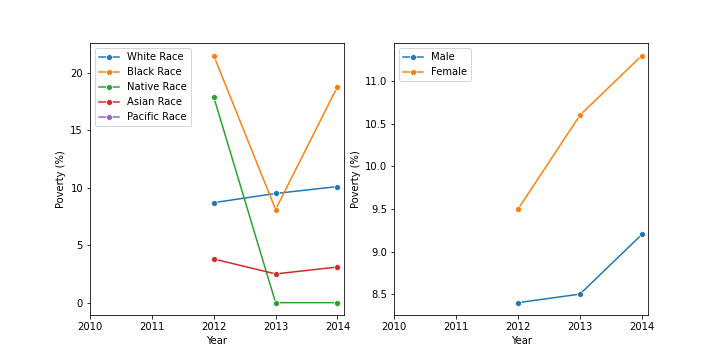 White Race
Black Race
Native Race
Asian Race
Pacific Race
Poverty (%)
20
15
10
5
0
2010 2011 2012 2013 2014
Year
Male
Female
Poverty (%)
11.0
10.5
10.0
9.5
9.0
8.5
2010 2011 2012 2013 2014
Year